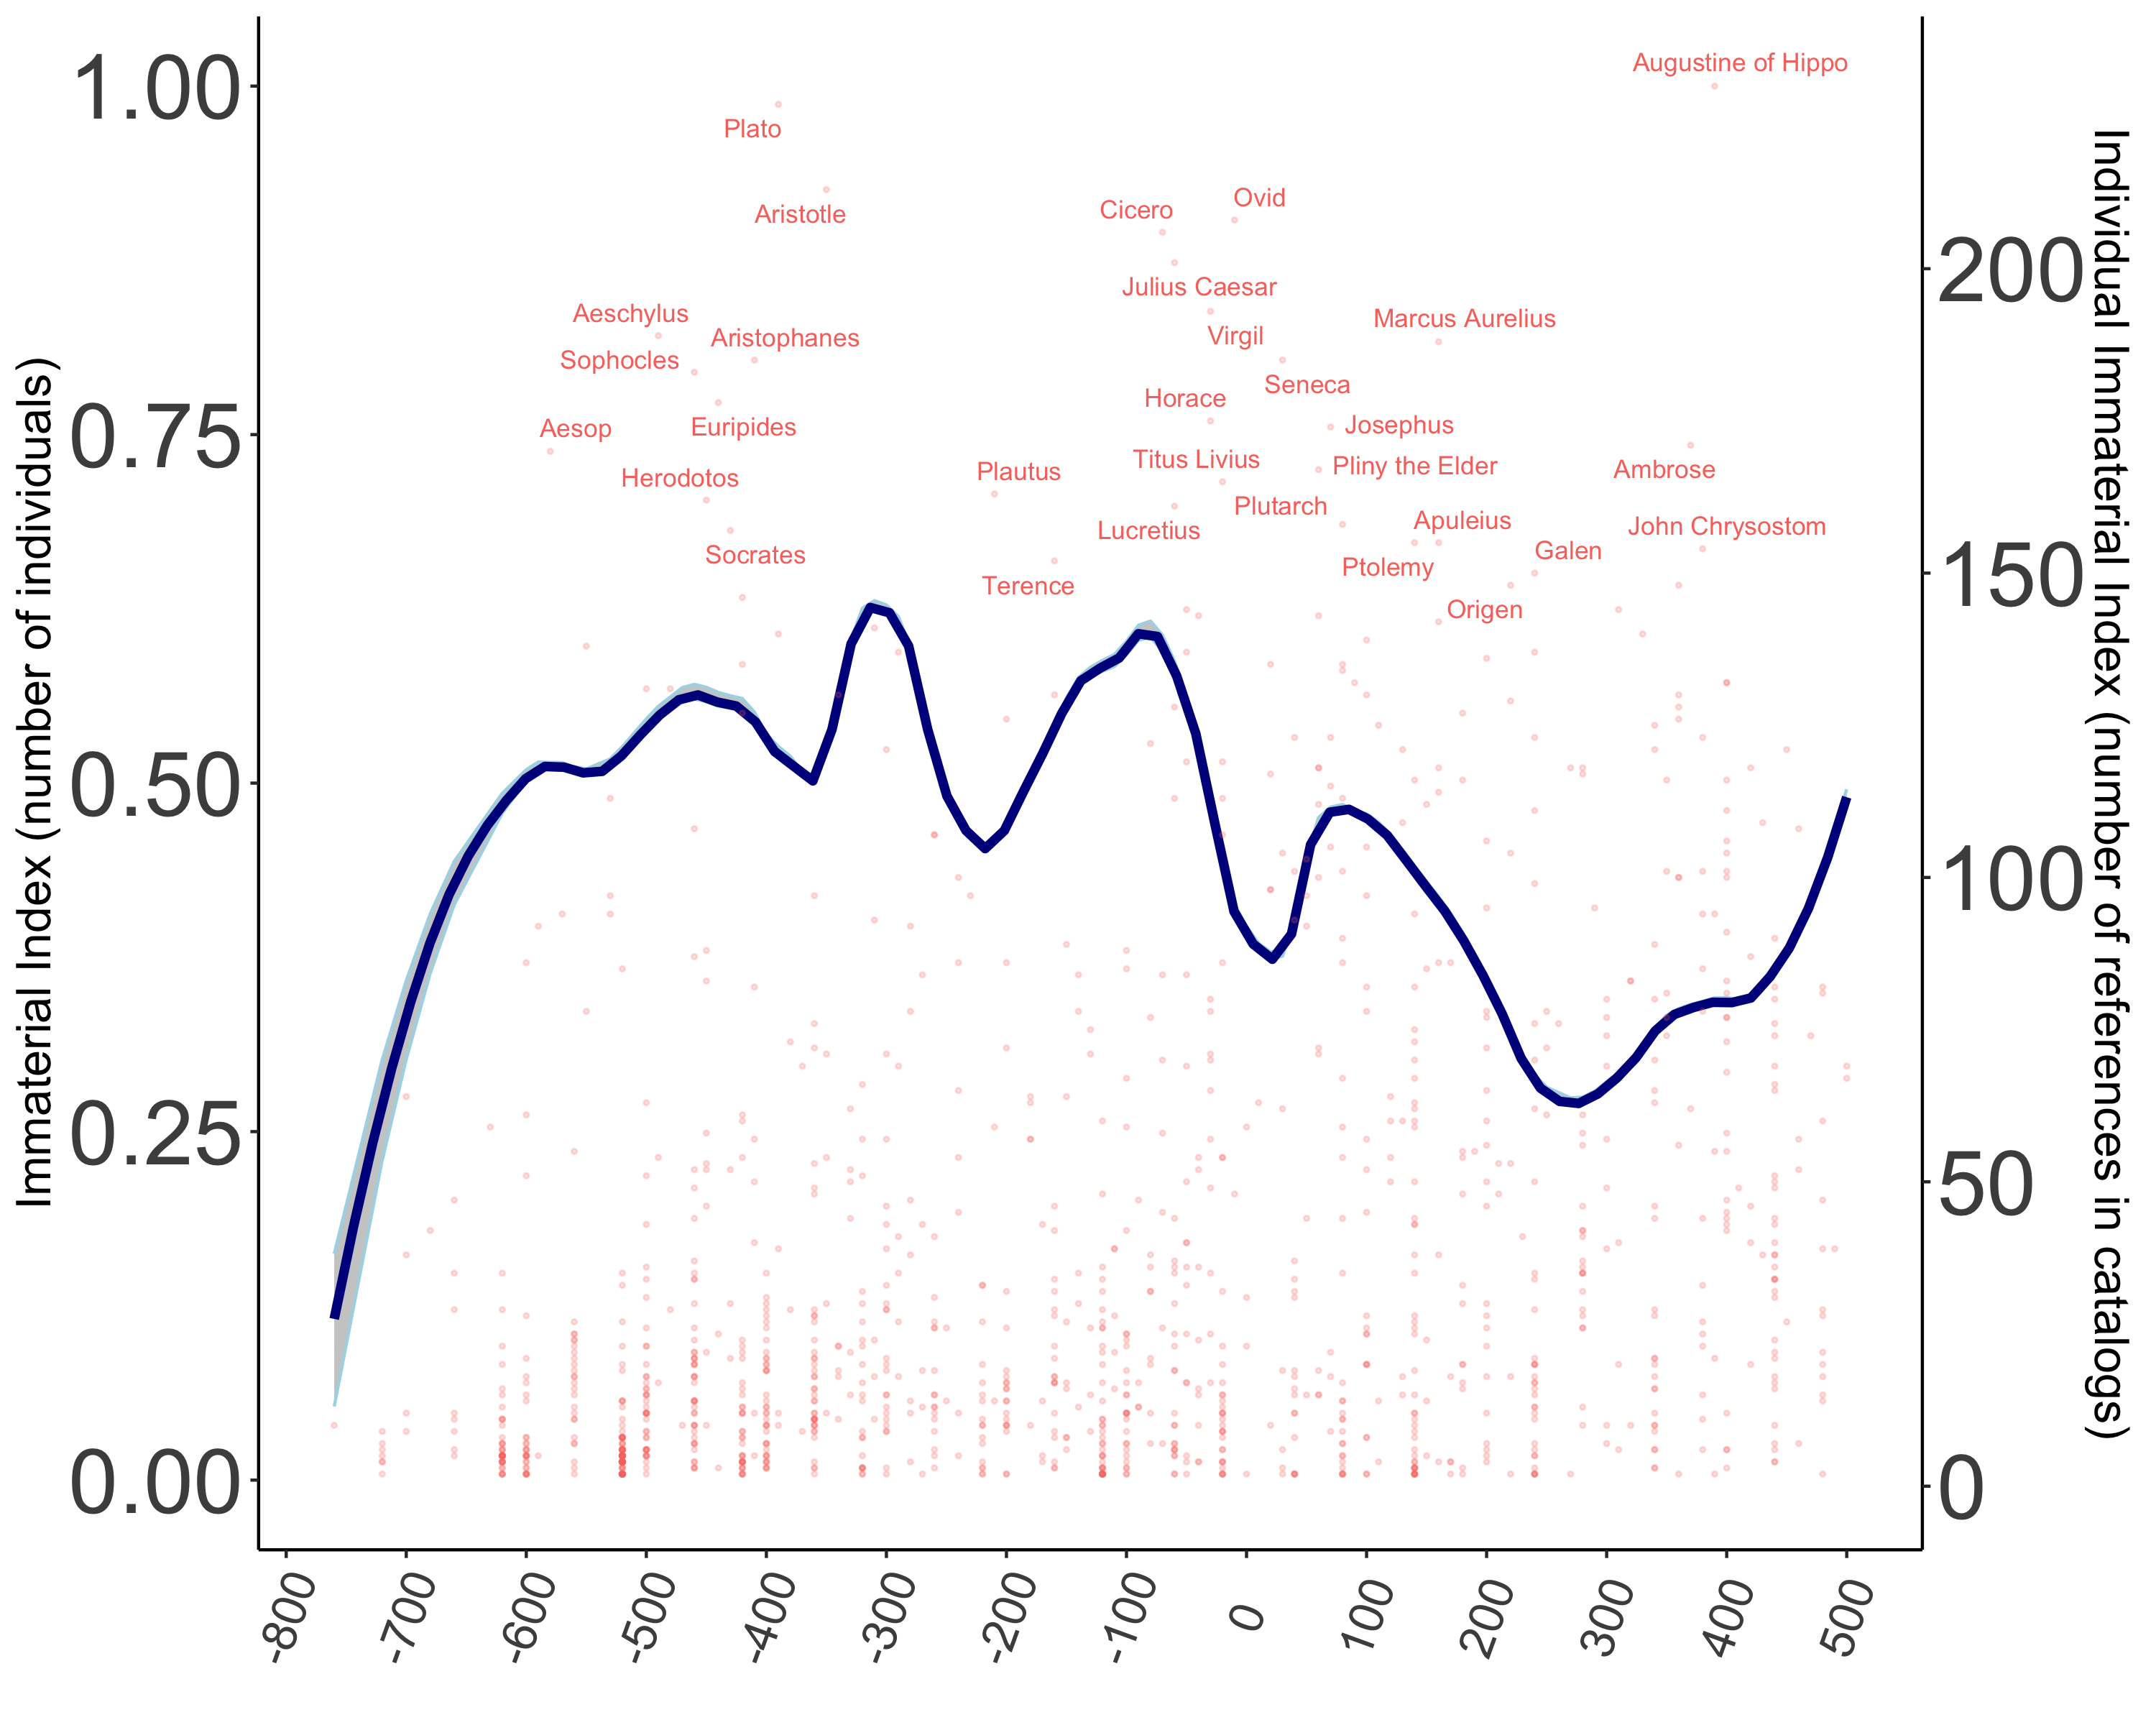 Immaterial Index (number of individuals)
1.00
0.75
0.50
0.25
0.00
Augustine of Hippo
Plato
Aristotle
Cicero
Ovid
Julius Caesar
Aeschylus
Aristophanes
Virgil
Marcus Aurelius
Sophocles
Seneca
Horace
Aesop
Euripides
Josephus
Titus Livius
Pliny the Elder
Ambrose
Herodotos
Plautus
Plutarch
Lucretius
Apuleius
John Chrysostom
Socrates
Galen
Ptolemy
Terence
Origen
200
150
100
50
0
Individual Immaterial Index (number of references in catalogs)
-800
-700
-600
-500
-400
-300
-200
-100
0
100
200
300
400
500